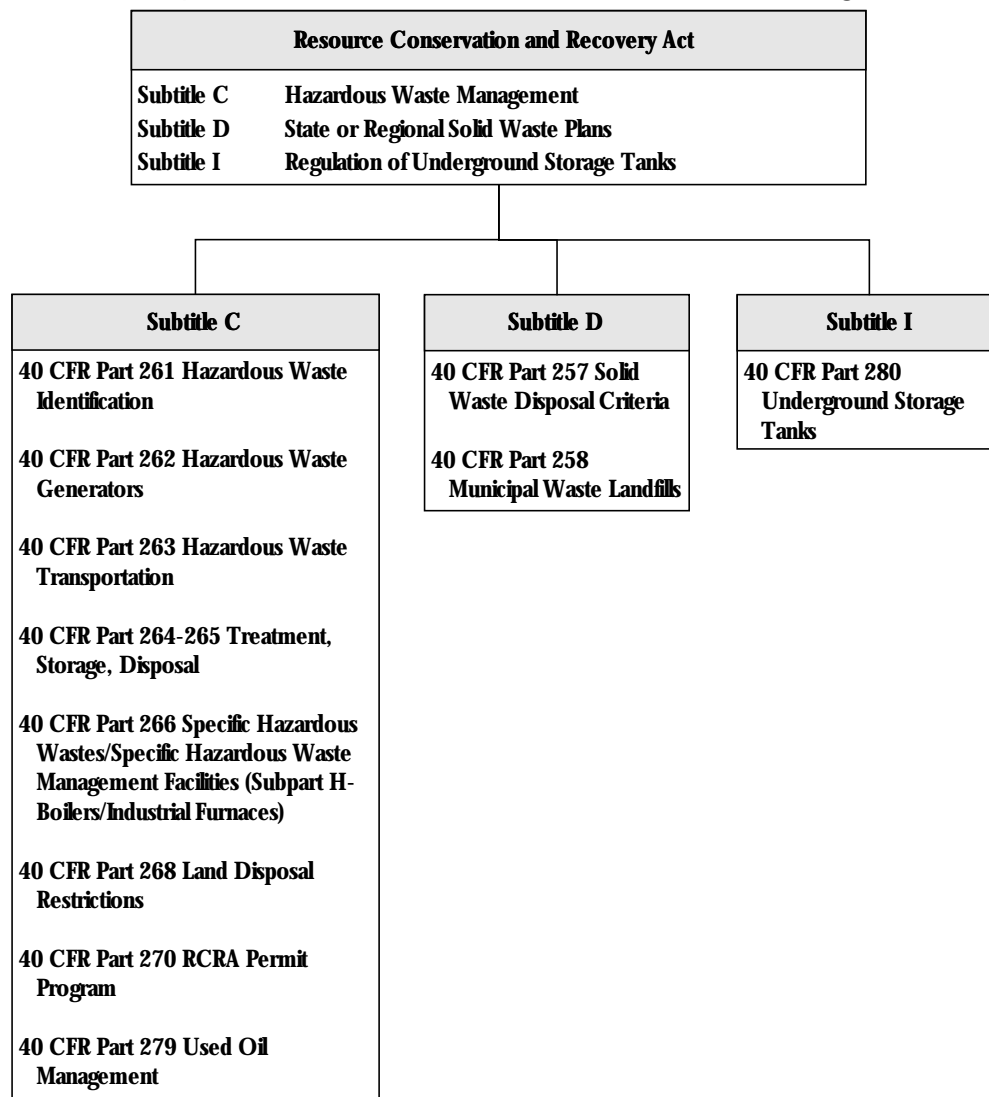 Resource Conservation and Recovery Act
Subtitle C Hazardous Waste Management
Subtitle D State or Regional Solid Waste Plans
Subtitle I Regulation of Underground Storage Tanks
Subtitle C
40 CFR Part 261 Hazardous Waste
Identification
40 CFR Part 262 Hazardous Waste
Generators
40 CFR Part 263 Hazardous Waste
Transportation
40 CFR Part 264-265 Treatment,
Storage, Disposal
40 CFR Part 266 Specific Hazardous
Wastes/Specific Hazardous Waste
Management Facilities (Subpart H-
Boilers/Industrial Furnaces)
40 CFR Part 268 Land Disposal
Restrictions
40 CFR Part 270 RCRA Permit
Program
40 CFR Part 279 Used Oil
Management
Subtitle D
40 CFR Part 257 Solid
Waste Disposal Criteria
40 CFR Part 258
Municipal Waste Landfills
Subtitle I
40 CFR Part 280
Underground Storage
Tanks